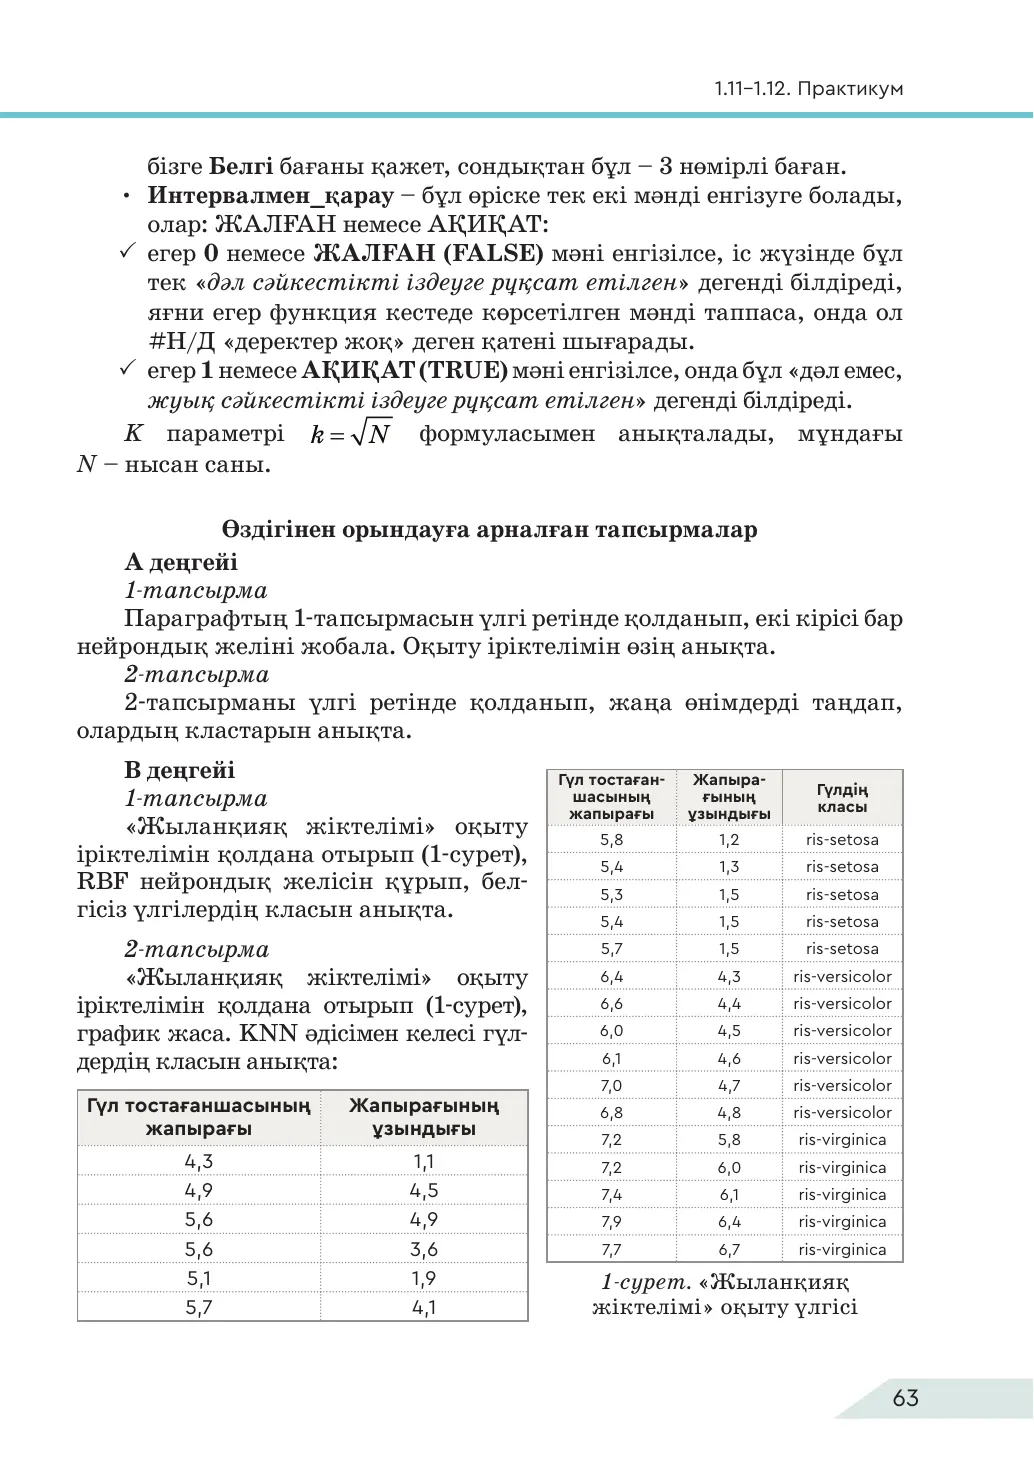 1.11–1.12. Практикум
бізге Белгі бағаны қажет, сондықтан бұл – 3 нөмірлі баған.
• Интервалмен_қарау – бұл өріске тек екі мәнді енгізуге болады,
олар: ЖАЛҒАН немесе АҚИҚАТ:
✓ егер 0 немесе ЖАЛҒАН (FALSE) мәні енгізілсе, іс жүзінде бұл
тек «дәл сәйкестікті іздеуге рұқсат етілген» дегенді білдіреді,
яғни егер функция кестеде көрсетілген мәнді таппаса, онда ол
#Н/Д «деректер жоқ» деген қатені шығарады.
✓ егер 1 немесе АҚИҚАТ (TRUE) мәні енгізілсе, онда бұл «дәл емес,
жуық сәйкестікті іздеуге рұқсат етілген» дегенді білдіреді.
K параметрі k = √N формуласымен анықталады, мұндағы
N – нысан саны.
Өздігінен орындауға арналған тапсырмалар
А деңгейі
1-тапсырма
Параграфтың 1-тапсырмасын үлгі ретінде қолданып, екі кірісі бар
нейрондық желіні жобала. Оқыту іріктелімін өзің анықта.
2-тапсырма
2-тапсырманы үлгі ретінде қолданып, жаңа өнімдерді таңдап,
олардың кластарын анықта.
В деңгейі
1-тапсырма
«Жыланқияқ жіктелімі» оқыту
іріктелімін қолдана отырып (1-сурет),
RBF нейрондық желісін құрып, бел-
гісіз үлгілердің класын анықта.
2-тапсырма
«Жыланқияқ жіктелімі» оқыту
іріктелімін қолдана отырып (1-сурет),
график жаса. KNN әдісімен келесі гүл-
дердің класын анықта:
Гүл тостағаншасының Жапырағының
жапырағы ұзындығы
4,3 1,1
4,9 4,5
5,6 4,9
5,6 3,6
5,1 1,9
5,7 4,1
Гүл тостаған- Жапыра- Гүлдің
шасының ғының класы
жапырағы ұзындығы
5,8 1,2 ris-setosa
5,4 1,3 ris-setosa
5,3 1,5 ris-setosa
5,4 1,5 ris-setosa
5,7 1,5 ris-setosa
6,4 4,3 ris-versicolor
6,6 4,4 ris-versicolor
6,0 4,5 ris-versicolor
6,1 4,6 ris-versicolor
7,0 4,7 ris-versicolor
6,8 4,8 ris-versicolor
7,2 5,8 ris-virginica
7,2 6,0 ris-virginica
7,4 6,1 ris-virginica
7,9 6,4 ris-virginica
7,7 6,7 ris-virginica
1-сурет. «Жыланқияқ
жіктелімі» оқыту үлгісі
63